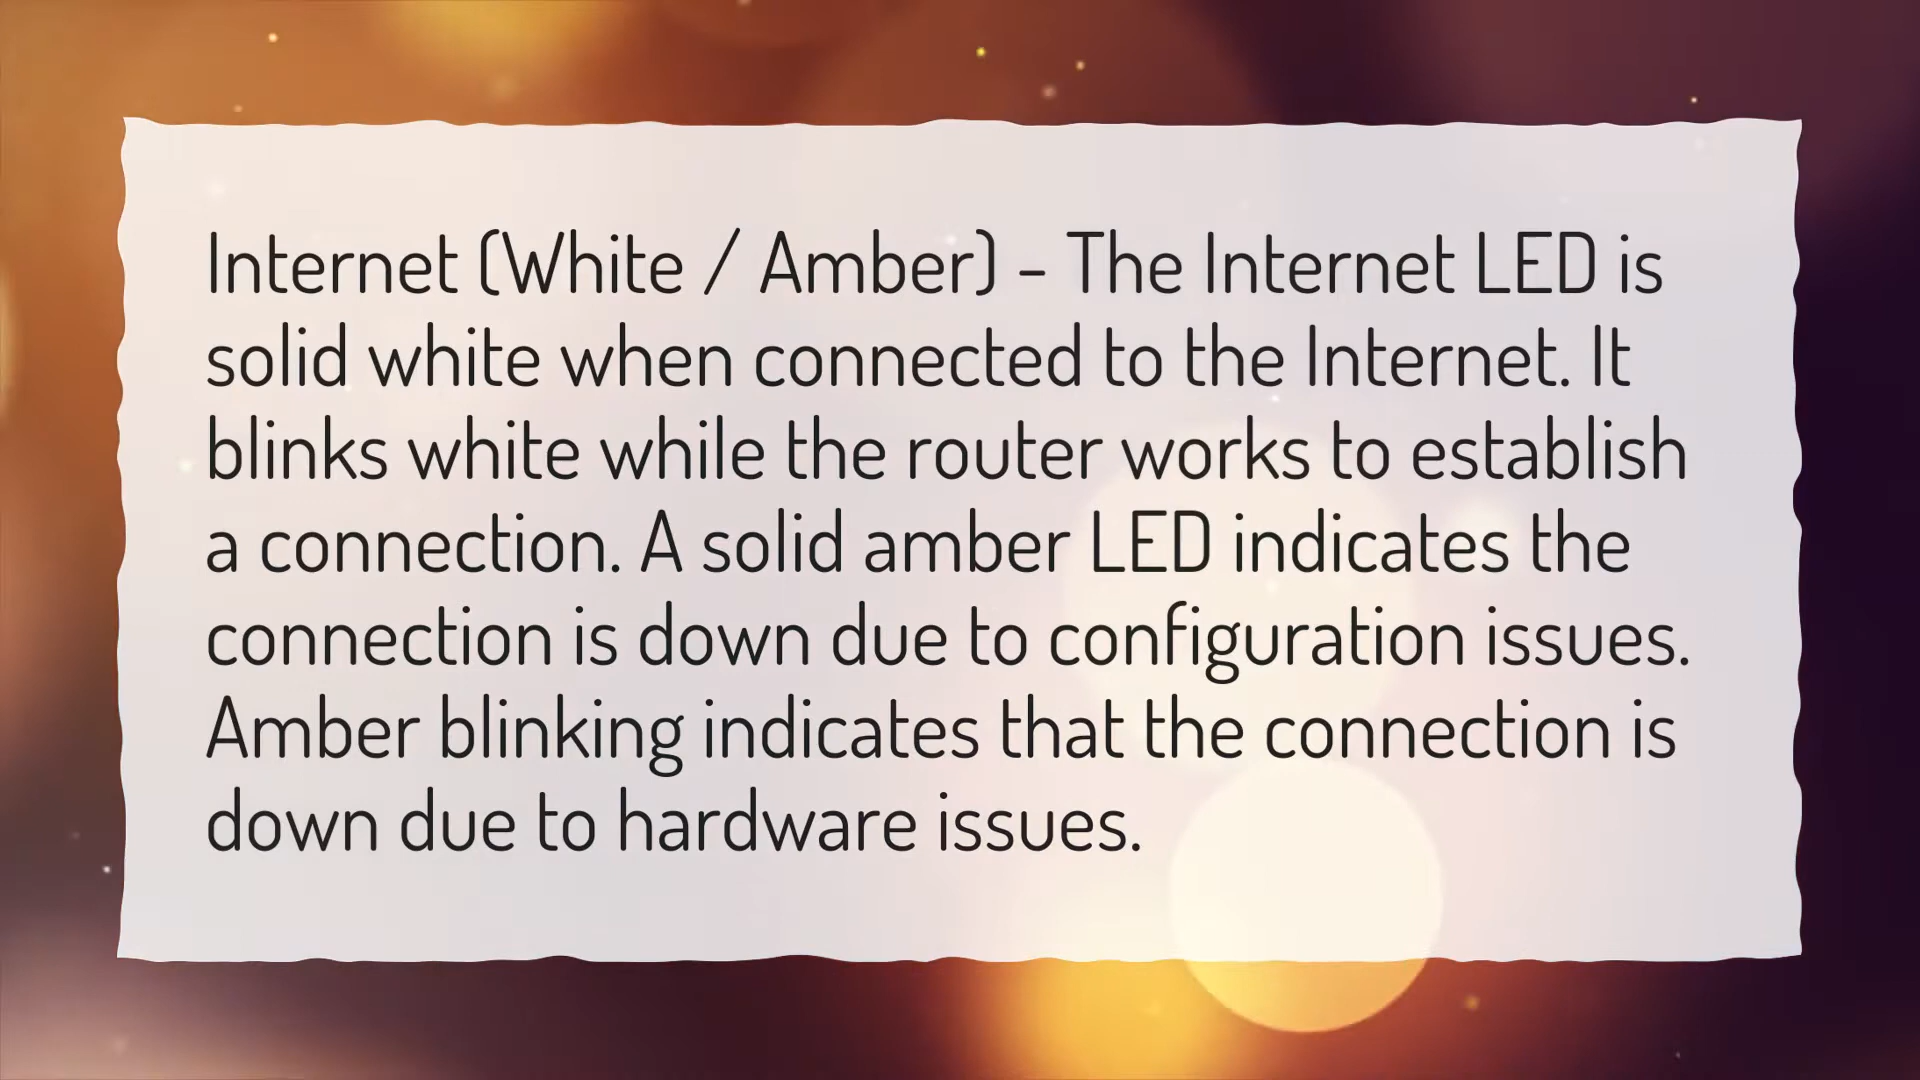 Internet (White / Amber) - The Internet LED is
solid white when connected to the Internet. It
blinks white while the router works to establish
a connection. A solid amber LED indicates the
connection is down due to configuration issues.
Amber blinking indicates that the connection is
down due to hardware issues.